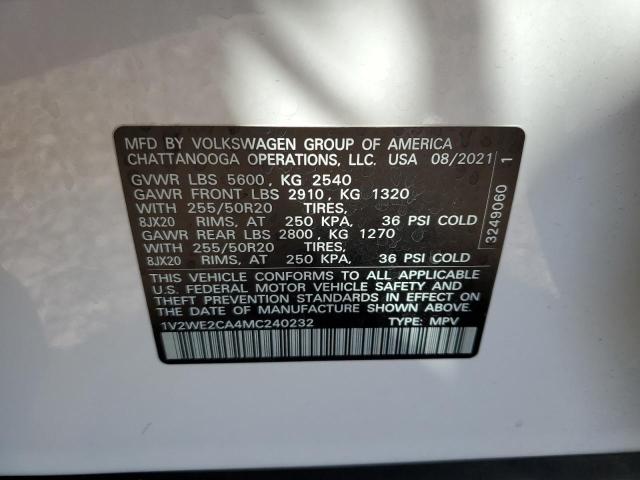 MFD BY VOLKSWAGEN GROUP OF AMERICA
CHATTANOOGA OPERATIONS, LLC. USA 08/2021
GVWR LBS 5600, KG 2540
GAWR FRONT LBS 2910, KG 1320
WITH 255/50R20 TIRES,
8JX20 RIMS, AT 250 KPA, 36 PSI COLD
GAWR REAR LBS 2800, KG 1270
WITH 255/50R20 TIRES,
8JX20 RIMS, AT 250 KPA, 36 PSI COLD
THIS VEHICLE CONFORMS TO ALL APPLICABLE
U.S. FEDERAL MOTOR VEHICLE SAFETY AND
THEFT PREVENTION STANDARDS IN EFFECT ON
THE DATE OF MANUFACTURE SHOWN ABOVE.
1V2WE2CA4MC240232 TYPE: MPV
3249060 1